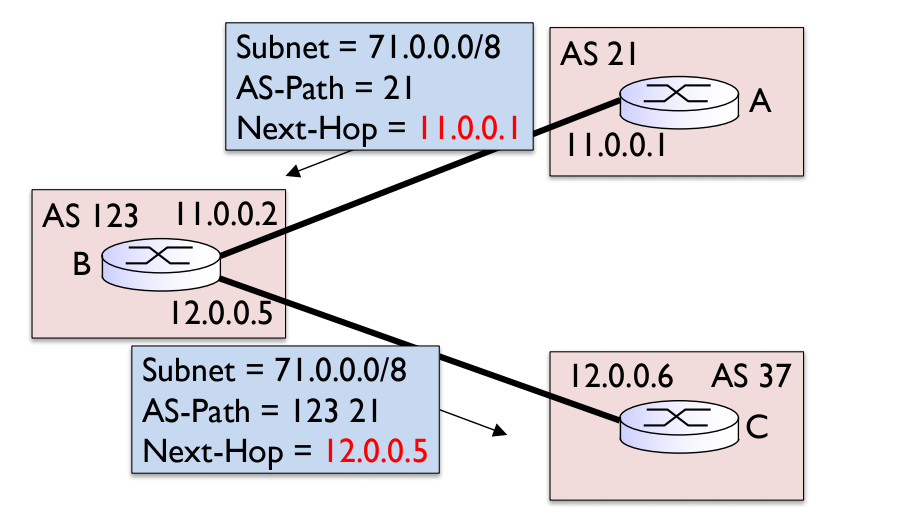 Subnet = 71.0.0.0/8
AS-Path = 21
Next-Hop = 11.0.0.1
AS 21
A
11.0.0.1
AS 123
11.0.0.2
B
12.0.0.5
Subnet = 71.0.0.0/8
AS-Path = 123 21
Next-Hop = 12.0.0.5
12.0.0.6
AS 37
C